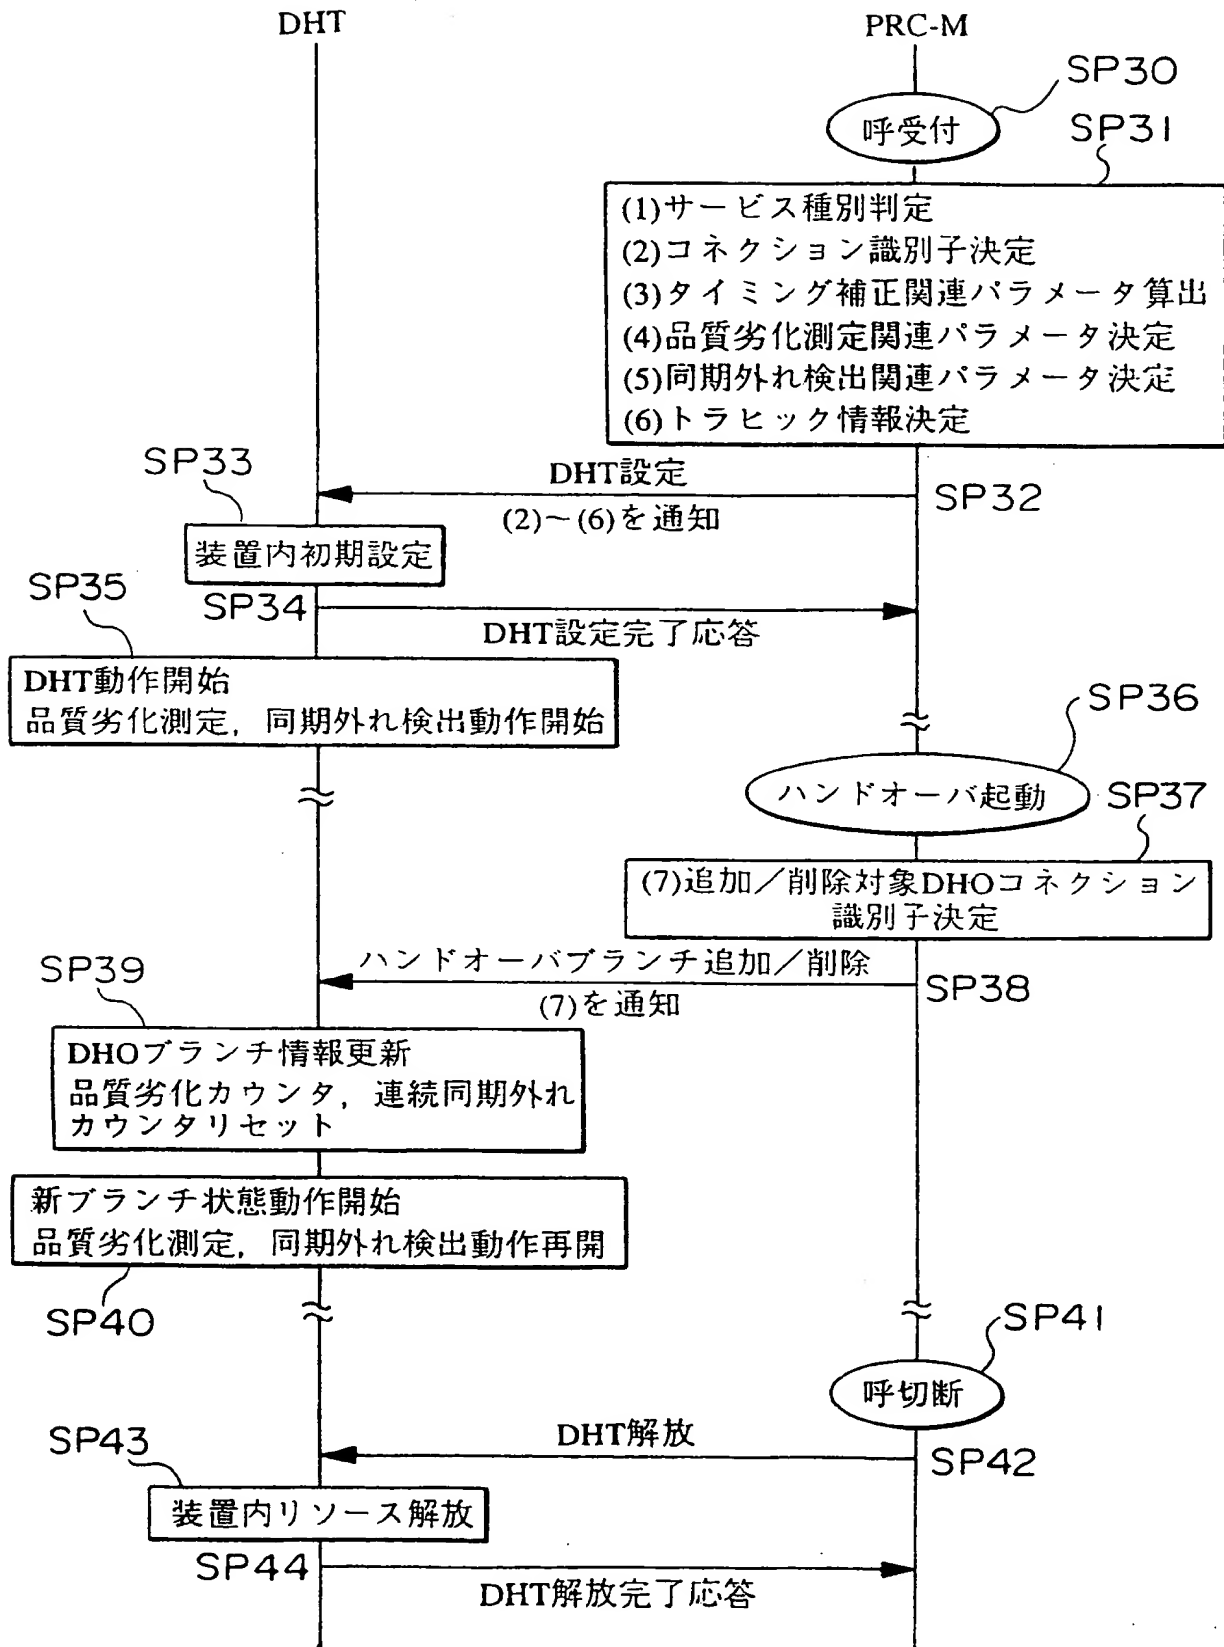 DHT
PRC-M
SP30
呼受付
SP31
(1)サービス種別判定
(2)コネクション識別子決定
(3)タイミング補正関連パラメータ算出
(4)品質劣化測定関連パラメータ決定
(5)同期外れ検出関連パラメータ決定
(6)トラヒック情報決定
SP33
DHT設定
SP32
(2)～(6)を通知
装置内初期設定
SP35
SP34
DHT設定完了応答
DHT動作開始
品質劣化測定, 同期外れ検出動作開始
SP36
ハンドオーバ起動
SP37
(7)追加／削除対象DHOコネクション
識別子決定
ハンドオーバブランチ追加／削除
SP39
SP38
(7)を通知
DHOブランチ情報更新
品質劣化カウンタ, 連続同期外れ
カウンタリセット
新ブランチ状態動作開始
品質劣化測定, 同期外れ検出動作再開
SP40
SP41
呼切断
DHT解放
SP43
SP42
装置内リソース解放
SP44
DHT解放完了応答